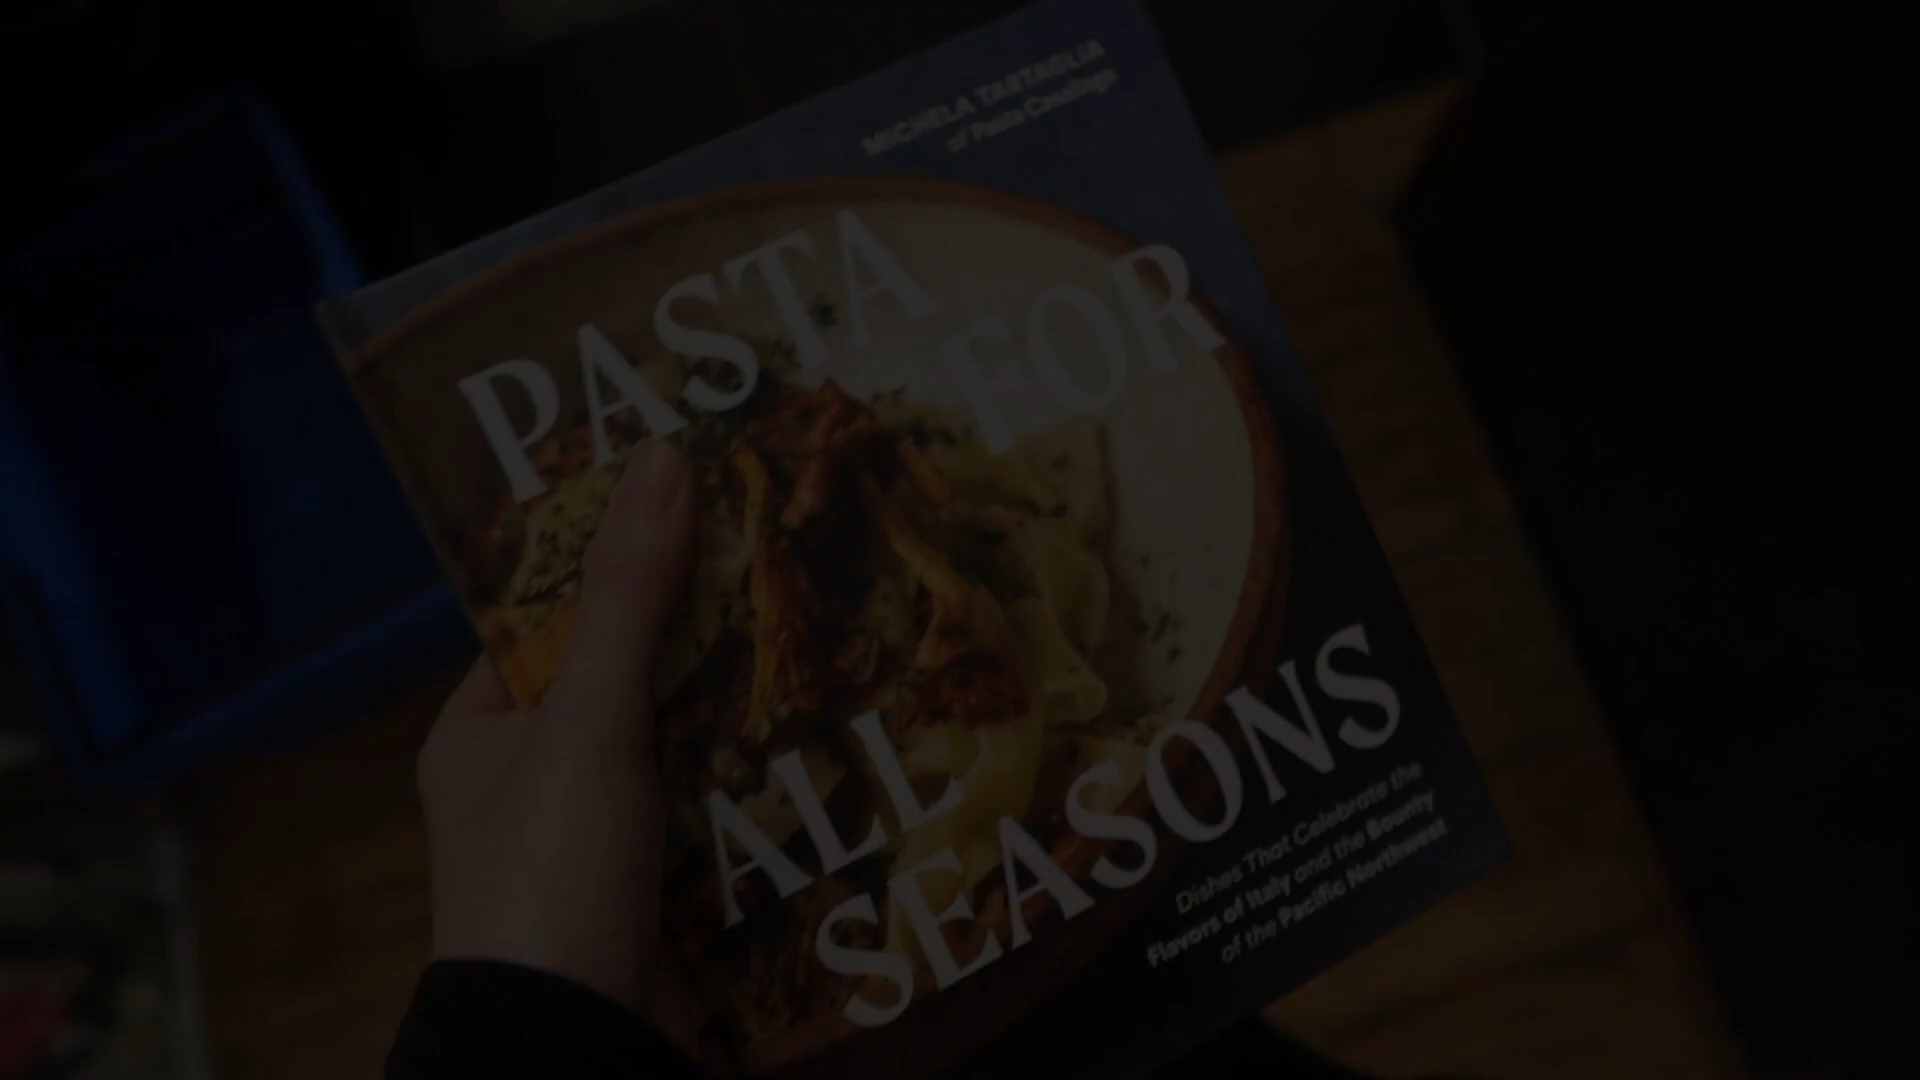 MICHELA TARTAGLIA
of Pasta Casalinga
PASTA
FOR
ALL
SEASONS
Dishes That Celebrate the
Flavors of Italy and the Bounty
of the Pacific Northwest